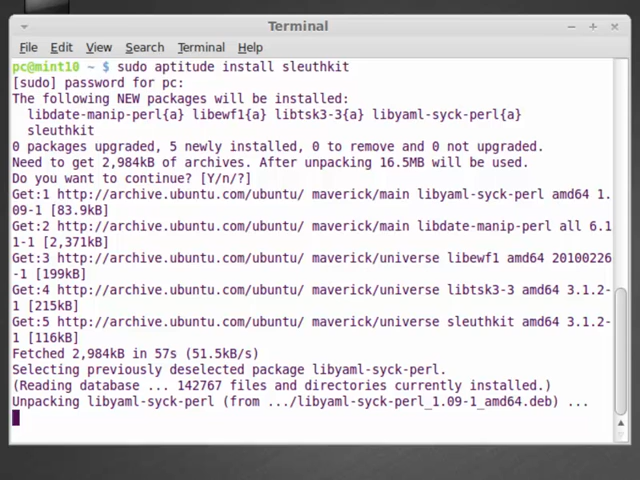 Terminal
File Edit View Search Terminal Help
pc@mint10 ~ $ sudo aptitude install sleuthkit
[sudo] password for pc:
The following NEW packages will be installed:
  libdate-manip-perl{a} libewf1{a} libtsk3-3{a} libyaml-syck-perl{a}
  sleuthkit
0 packages upgraded, 5 newly installed, 0 to remove and 0 not upgraded.
Need to get 2,984kB of archives. After unpacking 16.5MB will be used.
Do you want to continue? [Y/n/?]
Get:1 http://archive.ubuntu.com/ubuntu/ maverick/main libyaml-syck-perl amd64 1.
09-1 [83.9kB]
Get:2 http://archive.ubuntu.com/ubuntu/ maverick/main libdate-manip-perl all 6.1
1-1 [2,371kB]
Get:3 http://archive.ubuntu.com/ubuntu/ maverick/universe libewf1 amd64 20100226
-1 [199kB]
Get:4 http://archive.ubuntu.com/ubuntu/ maverick/universe libtsk3-3 amd64 3.1.2-
1 [215kB]
Get:5 http://archive.ubuntu.com/ubuntu/ maverick/universe sleuthkit amd64 3.1.2-
1 [116kB]
Fetched 2,984kB in 57s (51.5kB/s)
Selecting previously deselected package libyaml-syck-perl.
(Reading database ... 142767 files and directories currently installed.)
Unpacking libyaml-syck-perl (from .../libyaml-syck-perl_1.09-1_amd64.deb) ...